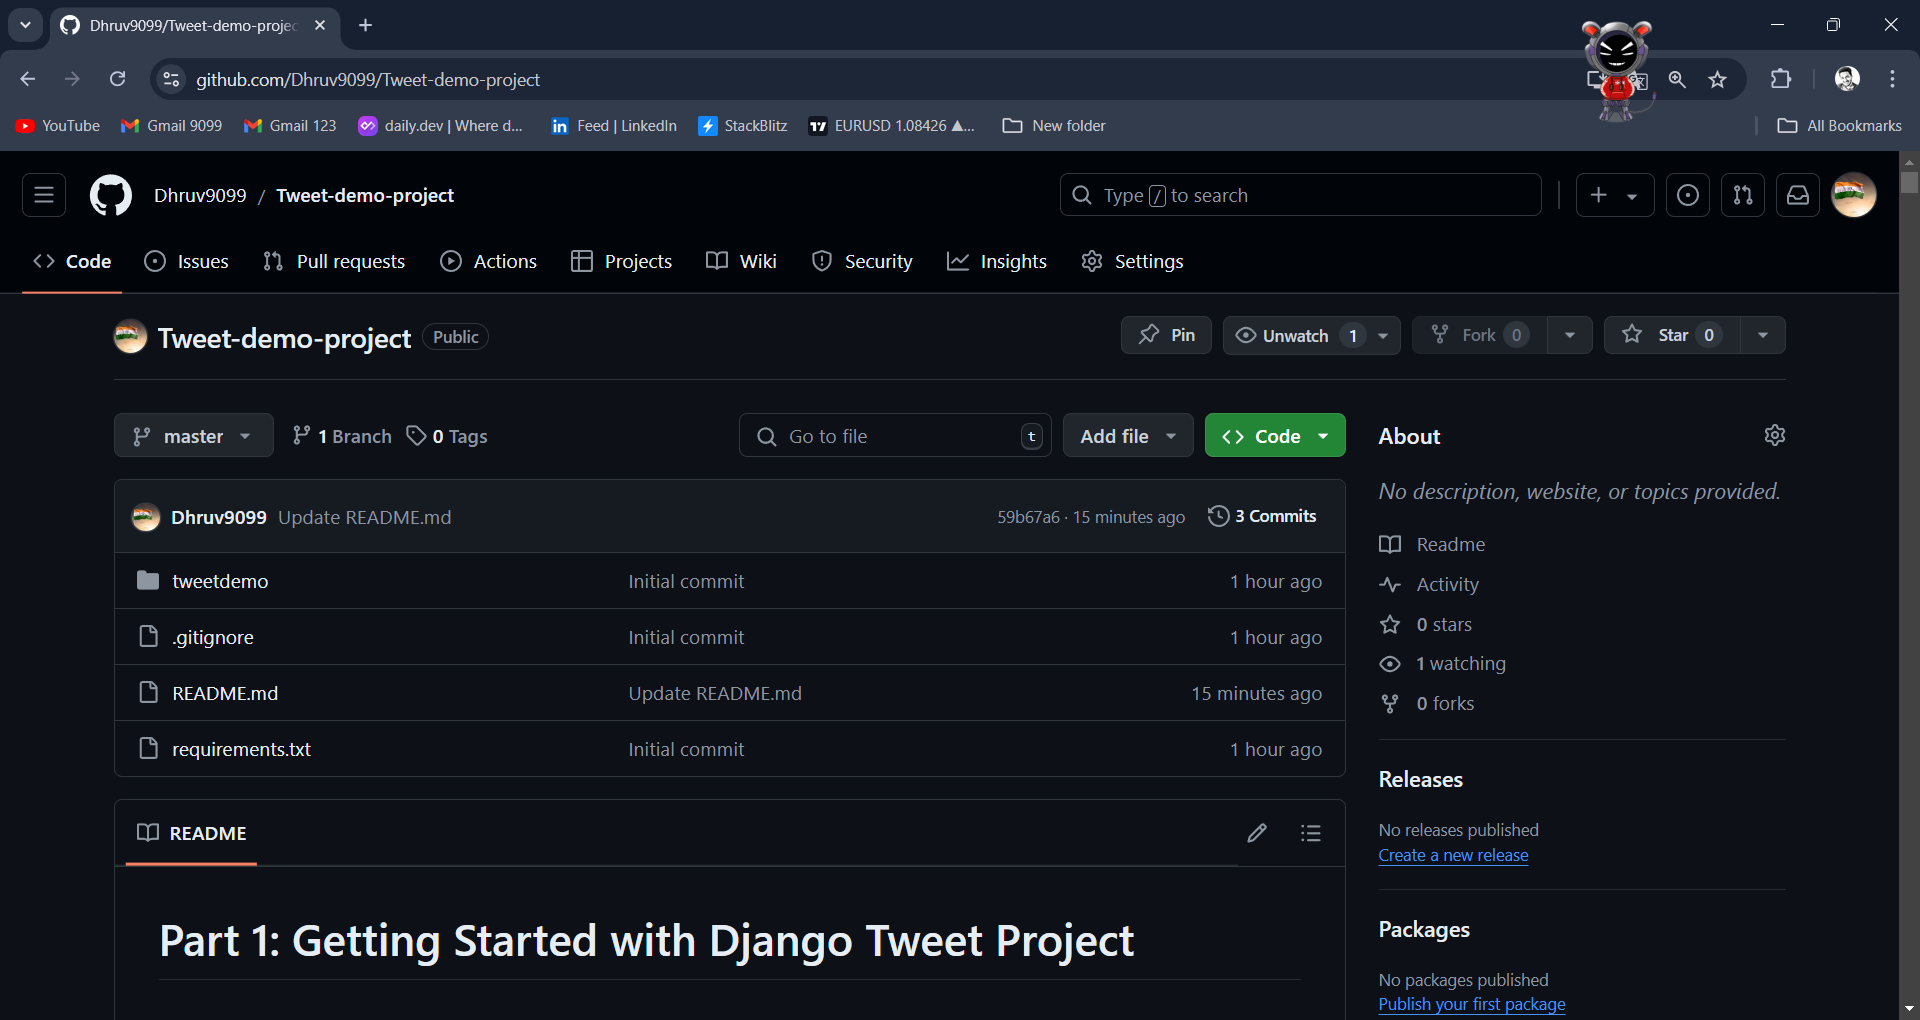 Dhruv9099/Tweet-demo-projec
github.com/Dhruv9099/Tweet-demo-project
YouTube
Gmail 9099
Gmail 123
daily.dev | Where d...
Feed | LinkedIn
StackBlitz
EURUSD 1.08426 ▲...
New folder
All Bookmarks
Dhruv9099 / Tweet-demo-project
Type / to search
Code
Issues
Pull requests
Actions
Projects
Wiki
Security
Insights
Settings
Tweet-demo-project
Public
Pin
Unwatch 1
Fork 0
Star 0
master
1 Branch
0 Tags
Go to file
t
Add file
Code
About
No description, website, or topics provided.
Dhruv9099 Update README.md
59b67a6 · 15 minutes ago
3 Commits
tweetdemo Initial commit 1 hour ago
.gitignore Initial commit 1 hour ago
README.md Update README.md 15 minutes ago
requirements.txt Initial commit 1 hour ago
Readme
Activity
0 stars
1 watching
0 forks
Releases
No releases published
Create a new release
README
Part 1: Getting Started with Django Tweet Project
Packages
No packages published
Publish your first package